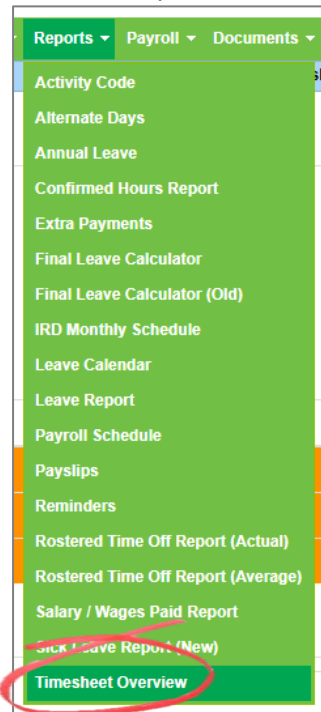 Reports Payroll Documents
Activity Code
Alternate Days
Annual Leave
Confirmed Hours Report
Extra Payments
Final Leave Calculator
Final Leave Calculator (Old)
IRD Monthly Schedule
Leave Calendar
Leave Report
Payroll Schedule
Payslips
Reminders
Rostered Time Off Report (Actual)
Rostered Time Off Report (Average)
Salary / Wages Paid Report
Sick Leave Report (New)
Timesheet Overview